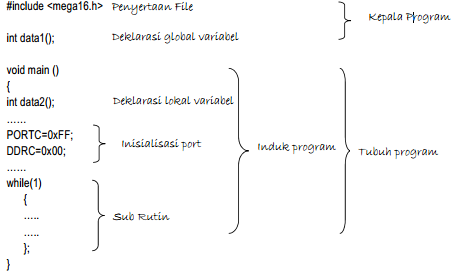 #include <mega16.h> Penyertaan File
Kepala Program
int data1(); Deklarasi global variabel
void main ()
{
int data2(); Deklarasi lokal variabel
......
PORTC=0xFF;
DDRC=0x00;
Inisialisasi port
Induk program
Tubuh program
......
while(1)
{
.....
Sub Rutin
.....
};
}